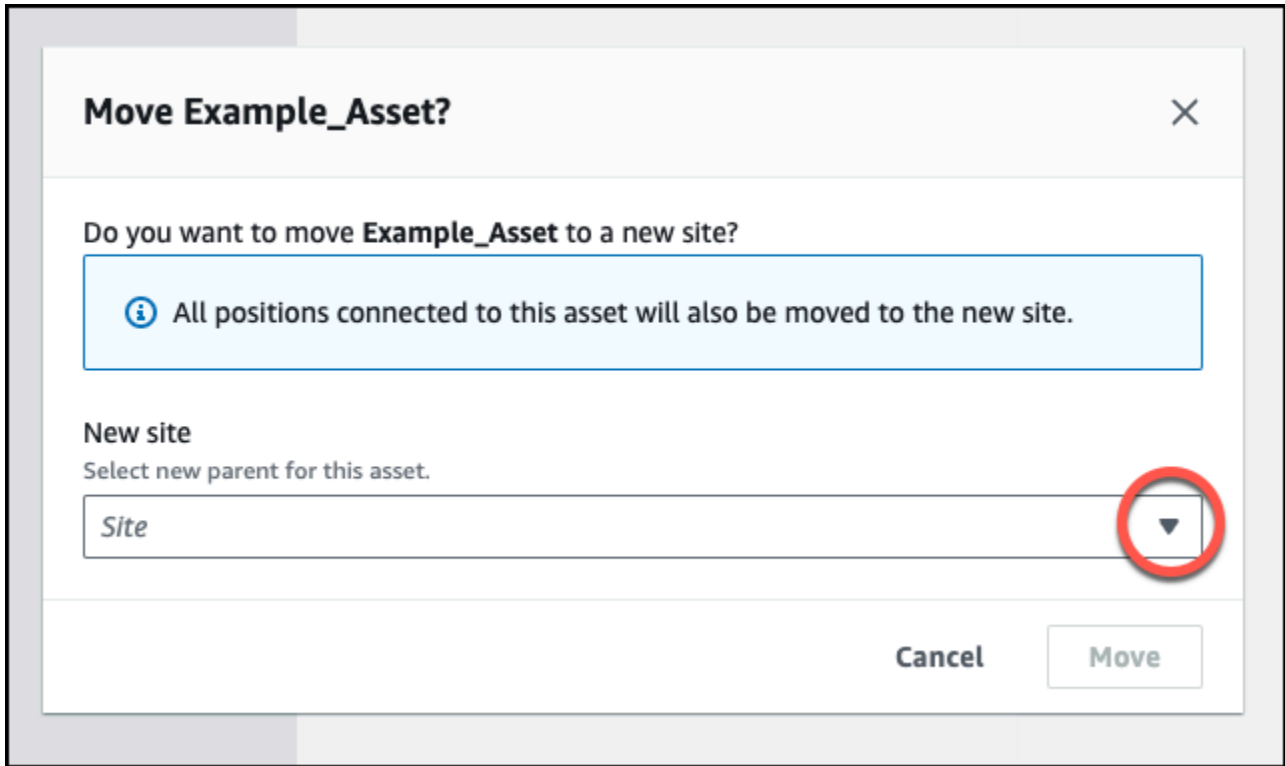 Move Example_Asset?
Do you want to move Example_Asset to a new site?
All positions connected to this asset will also be moved to the new site.
New site
Select new parent for this asset.
Site
Cancel
Move